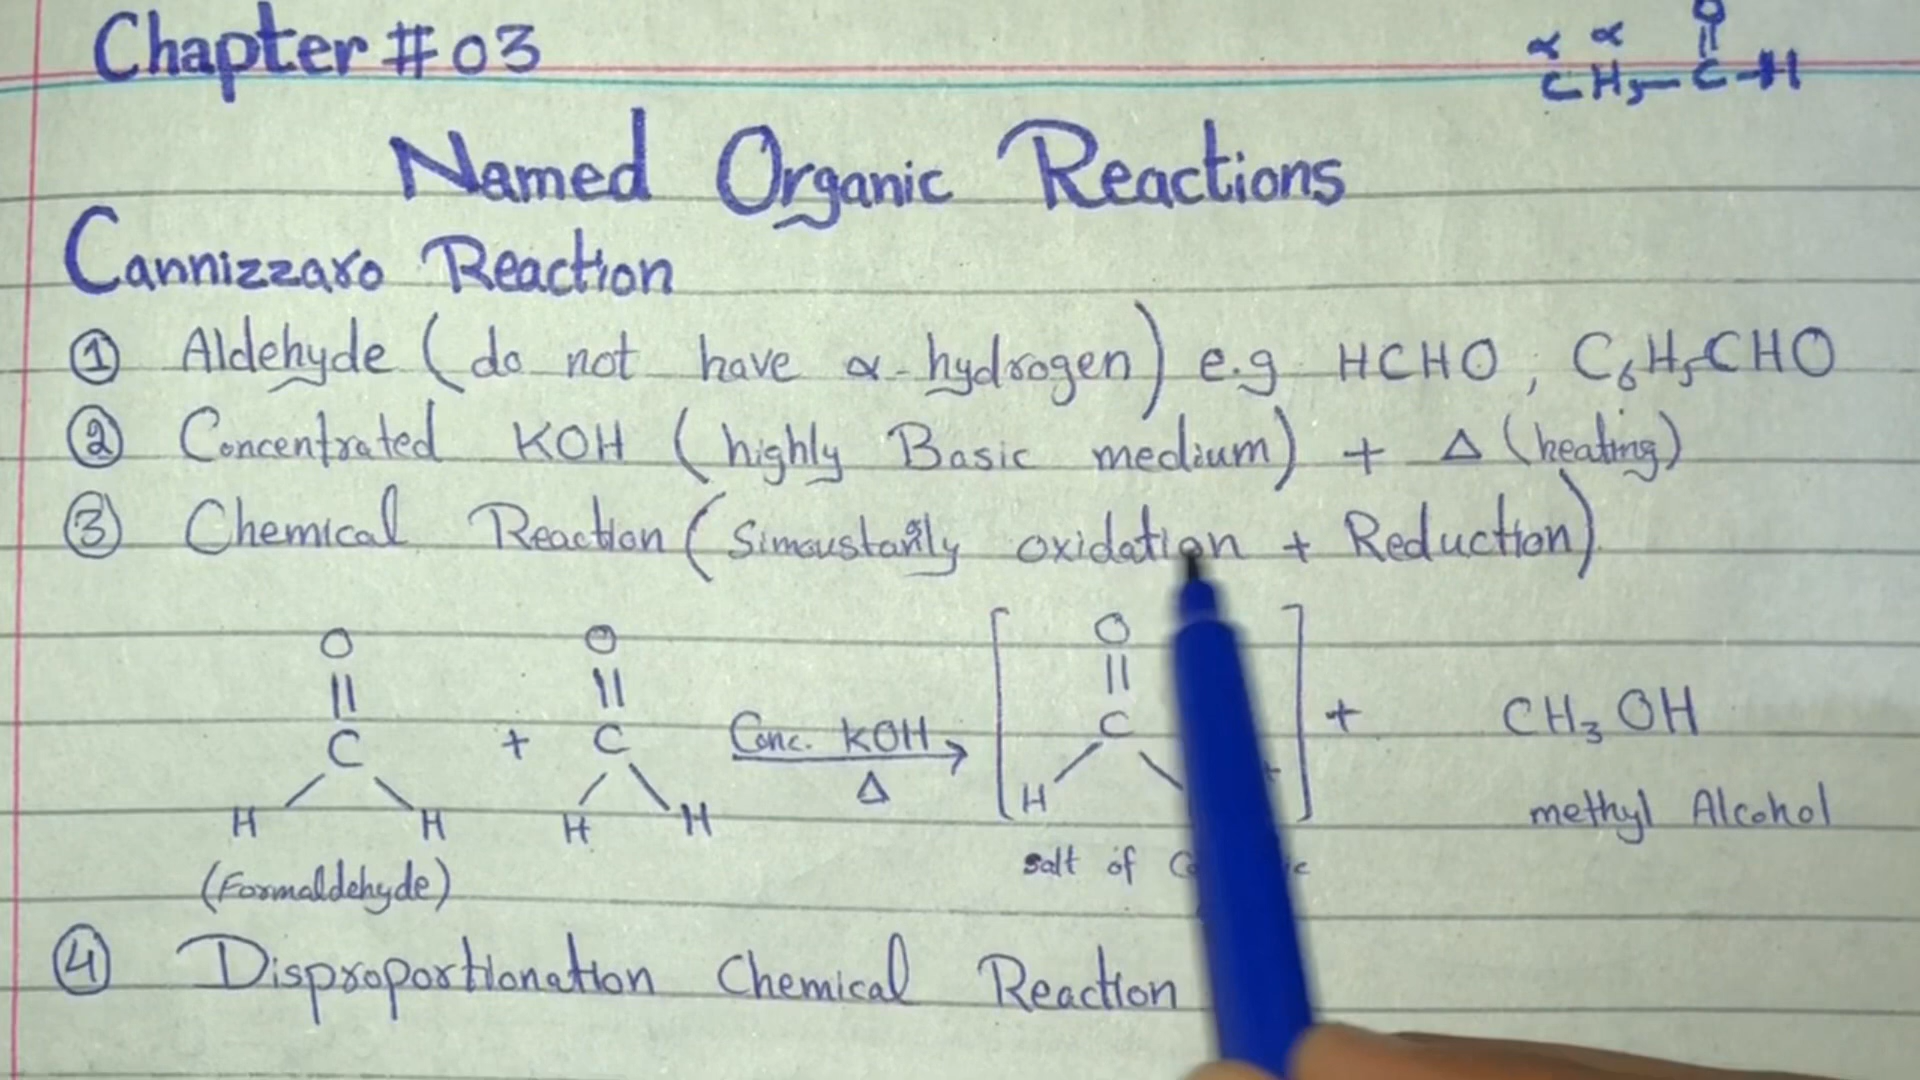 Chapter # 03
α α O
CH3-C-H
Named Organic Reactions
Cannizzaro Reaction
① Aldehyde (do not have α-hydrogen) e.g HCHO, C6H5CHO
② Concentrated KOH (highly Basic medium) + Δ (heating)
③ Chemical Reaction (Simoustanily oxidation + Reduction)
O O O
|| || ||
C + C Conc. KOH → C + CH3OH
Δ
H H H H H methyl Alcohol
(Formaldehyde) salt of
④ Disproportionation Chemical Reaction